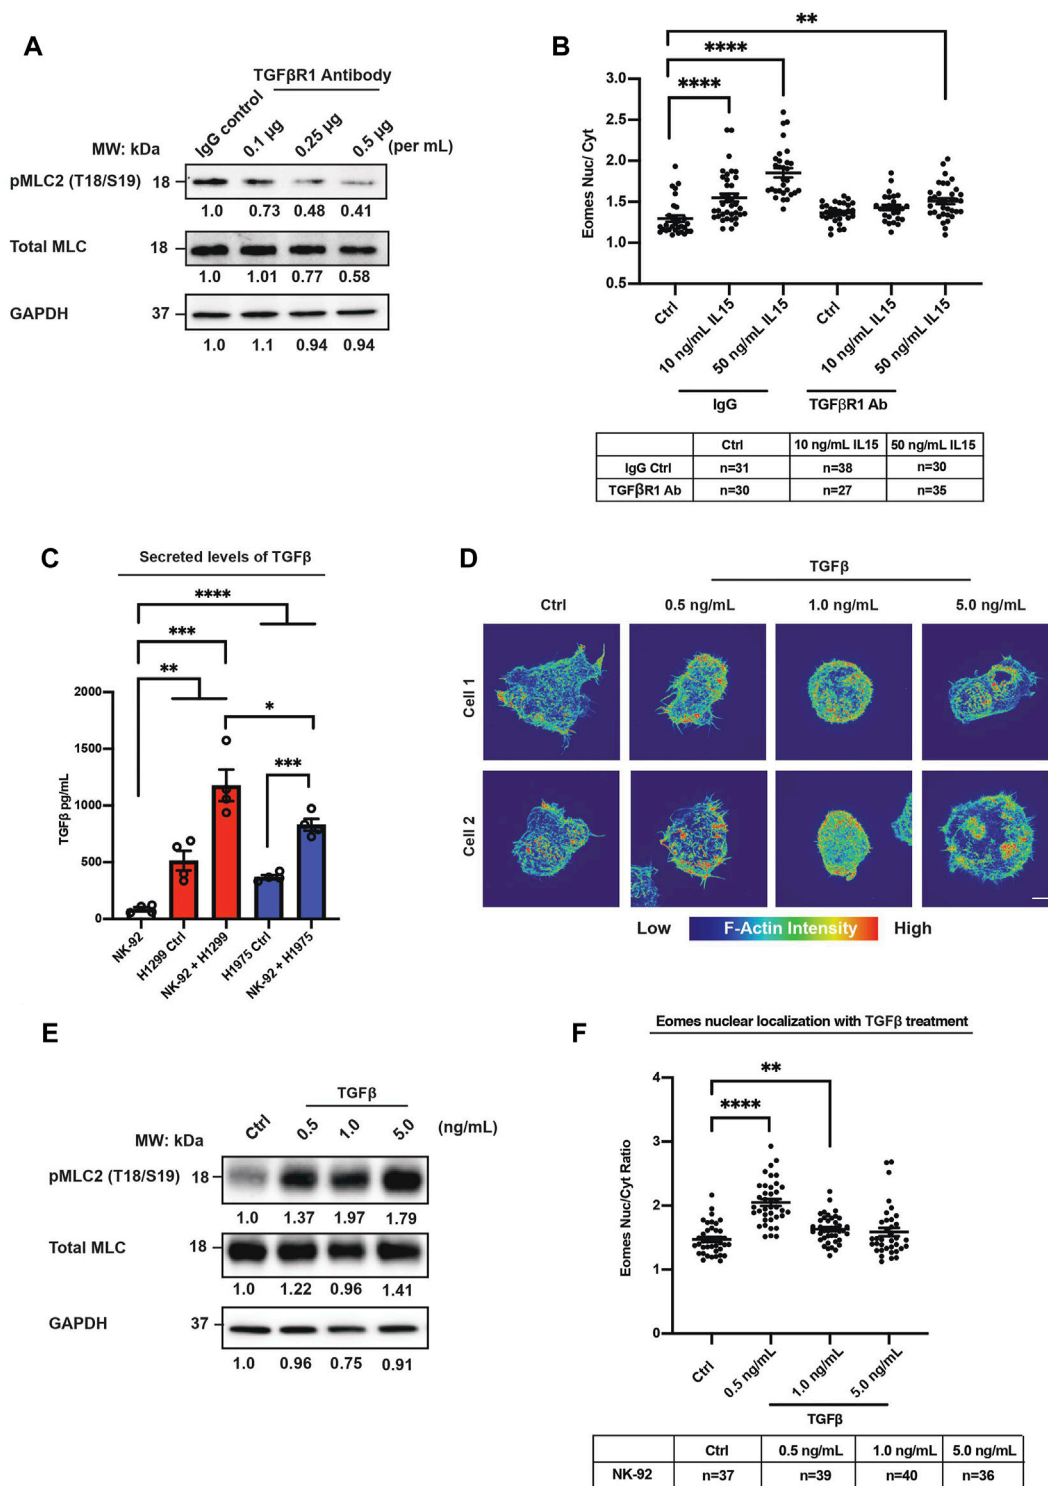 A
TGFβR1 Antibody
IgG control
0.1 µg
0.25 µg
0.5 µg
(per mL)
MW: kDa
pMLC2 (T18/S19)
18
1.0 0.73 0.48 0.41
Total MLC
18
1.0 1.01 0.77 0.58
GAPDH
37
1.0 1.1 0.94 0.94
B
**
****
****
3.0
2.5
2.0
1.5
1.0
0.5
Eomes Nuc/ Cyt
Ctrl
10 ng/mL IL15
50 ng/mL IL15
Ctrl
10 ng/mL IL15
50 ng/mL IL15
IgG
TGFβR1 Ab
Ctrl 10 ng/mL IL15 50 ng/mL IL15
IgG Ctrl n=31 n=38 n=30
TGFβR1 Ab n=30 n=27 n=35
C
Secreted levels of TGFβ
****
***
**
*
***
2000
1500
1000
500
0
TGFβ pg/mL
NK-92
H1299 Ctrl
NK-92 + H1299
H1975 Ctrl
NK-92 + H1975
D
TGFβ
Ctrl 0.5 ng/mL 1.0 ng/mL 5.0 ng/mL
Cell 1
Cell 2
Low F-Actin Intensity High
E
TGFβ
Ctrl 0.5 1.0 5.0 (ng/mL)
MW: kDa
pMLC2 (T18/S19)
18
1.0 1.37 1.97 1.79
Total MLC
18
1.0 1.22 0.96 1.41
GAPDH
37
1.0 0.96 0.75 0.91
F
Eomes nuclear localization with TGFβ treatment
**
****
4
3
2
1
0
Eomes Nuc/Cyt Ratio
Ctrl
0.5 ng/mL
1.0 ng/mL
5.0 ng/mL
TGFβ
Ctrl 0.5 ng/mL 1.0 ng/mL 5.0 ng/mL
NK-92 n=37 n=39 n=40 n=36